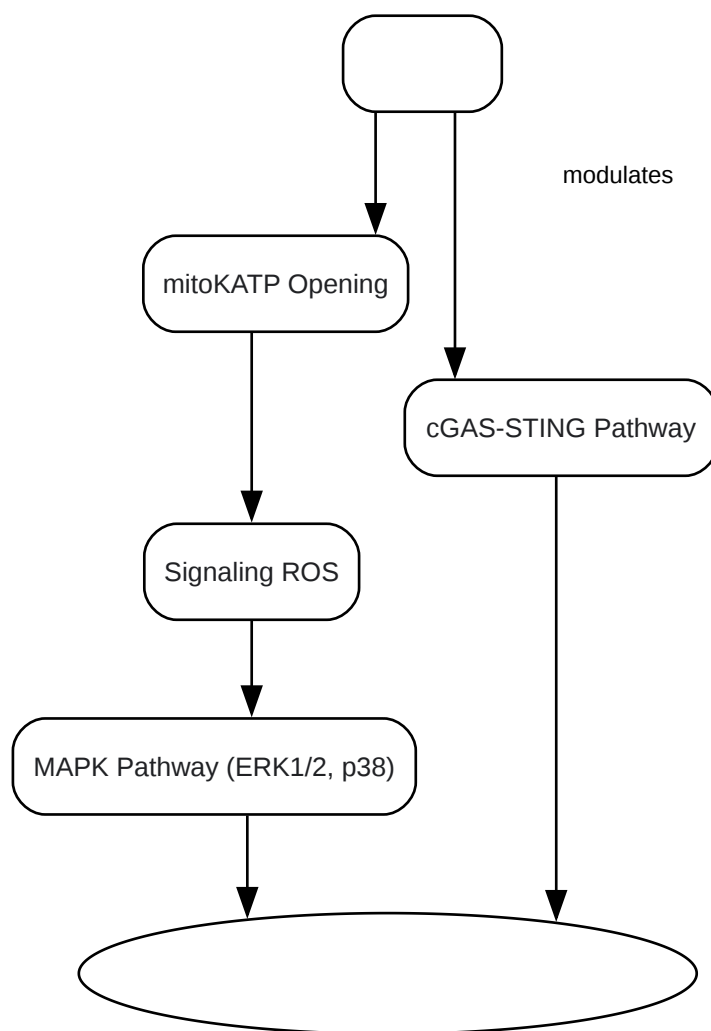 modulates
mitoKATP Opening
cGAS-STING Pathway
Signaling ROS
MAPK Pathway (ERK1/2, p38)